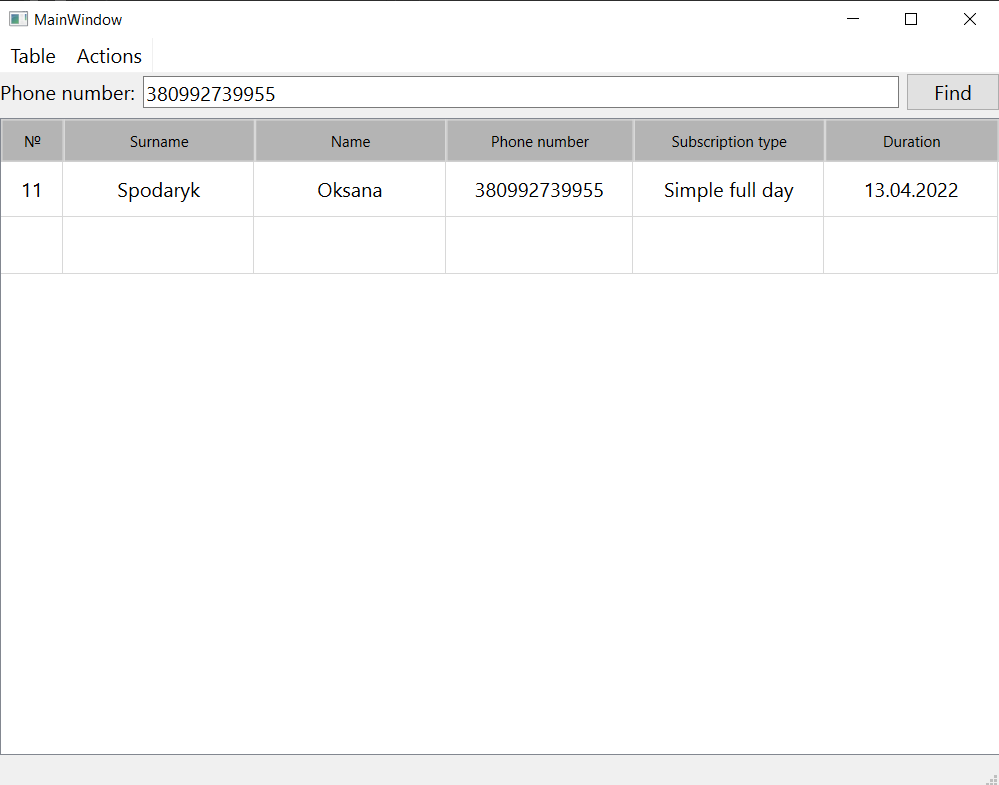 MainWindow
Table Actions
Phone number: 380992739955 Find
№ Surname Name Phone number Subscription type Duration
11 Spodaryk Oksana 380992739955 Simple full day 13.04.2022